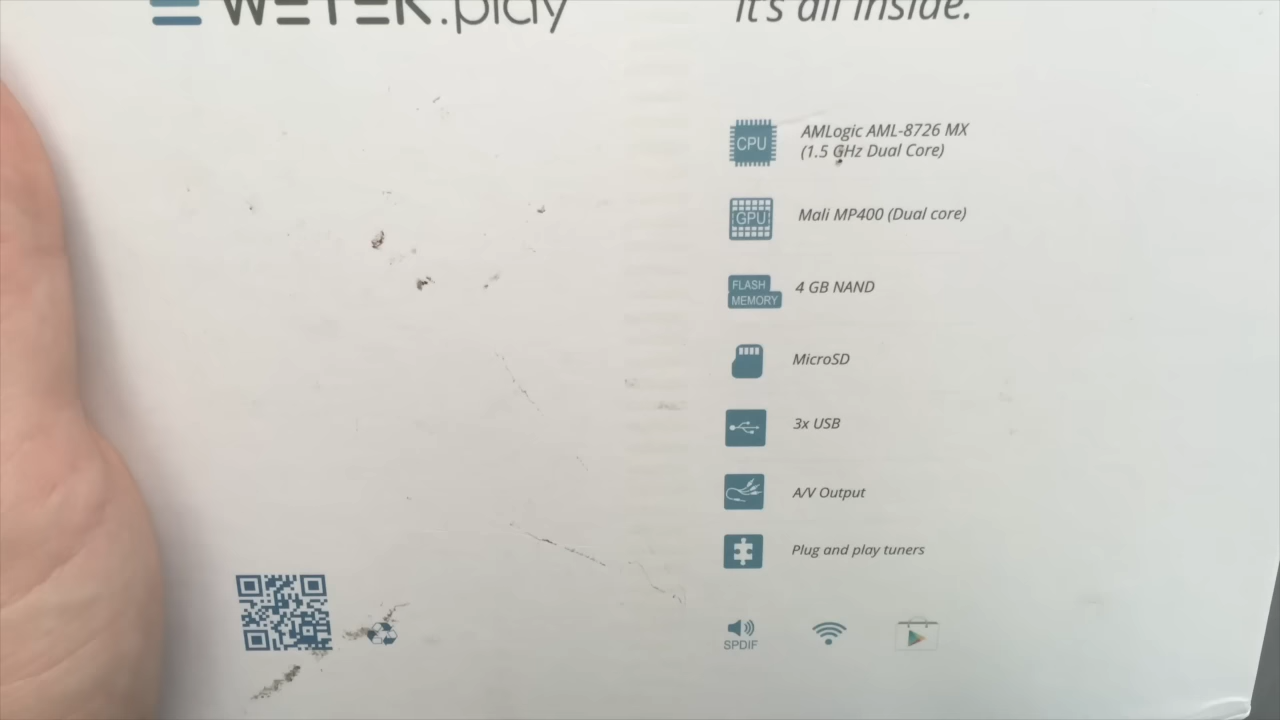 WETEK.play
it's all inside.
CPU
AMLogic AML-8726 MX
(1.5 GHz Dual Core)
GPU
Mali MP400 (Dual core)
FLASH
MEMORY
4 GB NAND
MicroSD
3x USB
A/V Output
Plug and play tuners
SPDIF